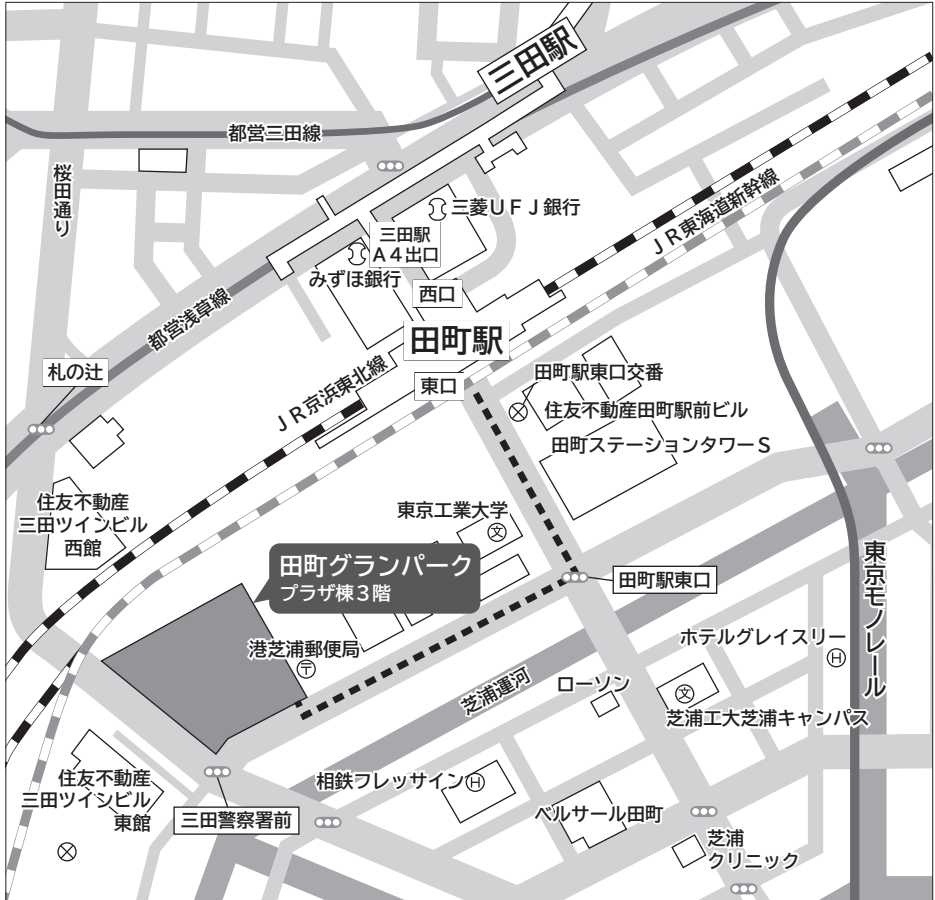 三田駅
都営三田線
桜田通り
三菱ＵＦＪ銀行
ＪＲ東海道新幹線
三田駅
Ａ４出口
みずほ銀行
西口
都営浅草線
田町駅
札の辻
東口
田町駅東口交番
ＪＲ京浜東北線
住友不動産田町駅前ビル
田町ステーションタワーＳ
住友不動産
三田ツインビル
西館
東京工業大学
文
田町グランパーク
プラザ棟３階
田町駅東口
東京モノレール
港芝浦郵便局
〒
ホテルグレイスリー
H
芝浦運河
ローソン
文
芝浦工大芝浦キャンパス
住友不動産
三田ツインビル
東館
相鉄フレッサイン
H
三田警察署前
ベルサール田町
芝浦
クリニック